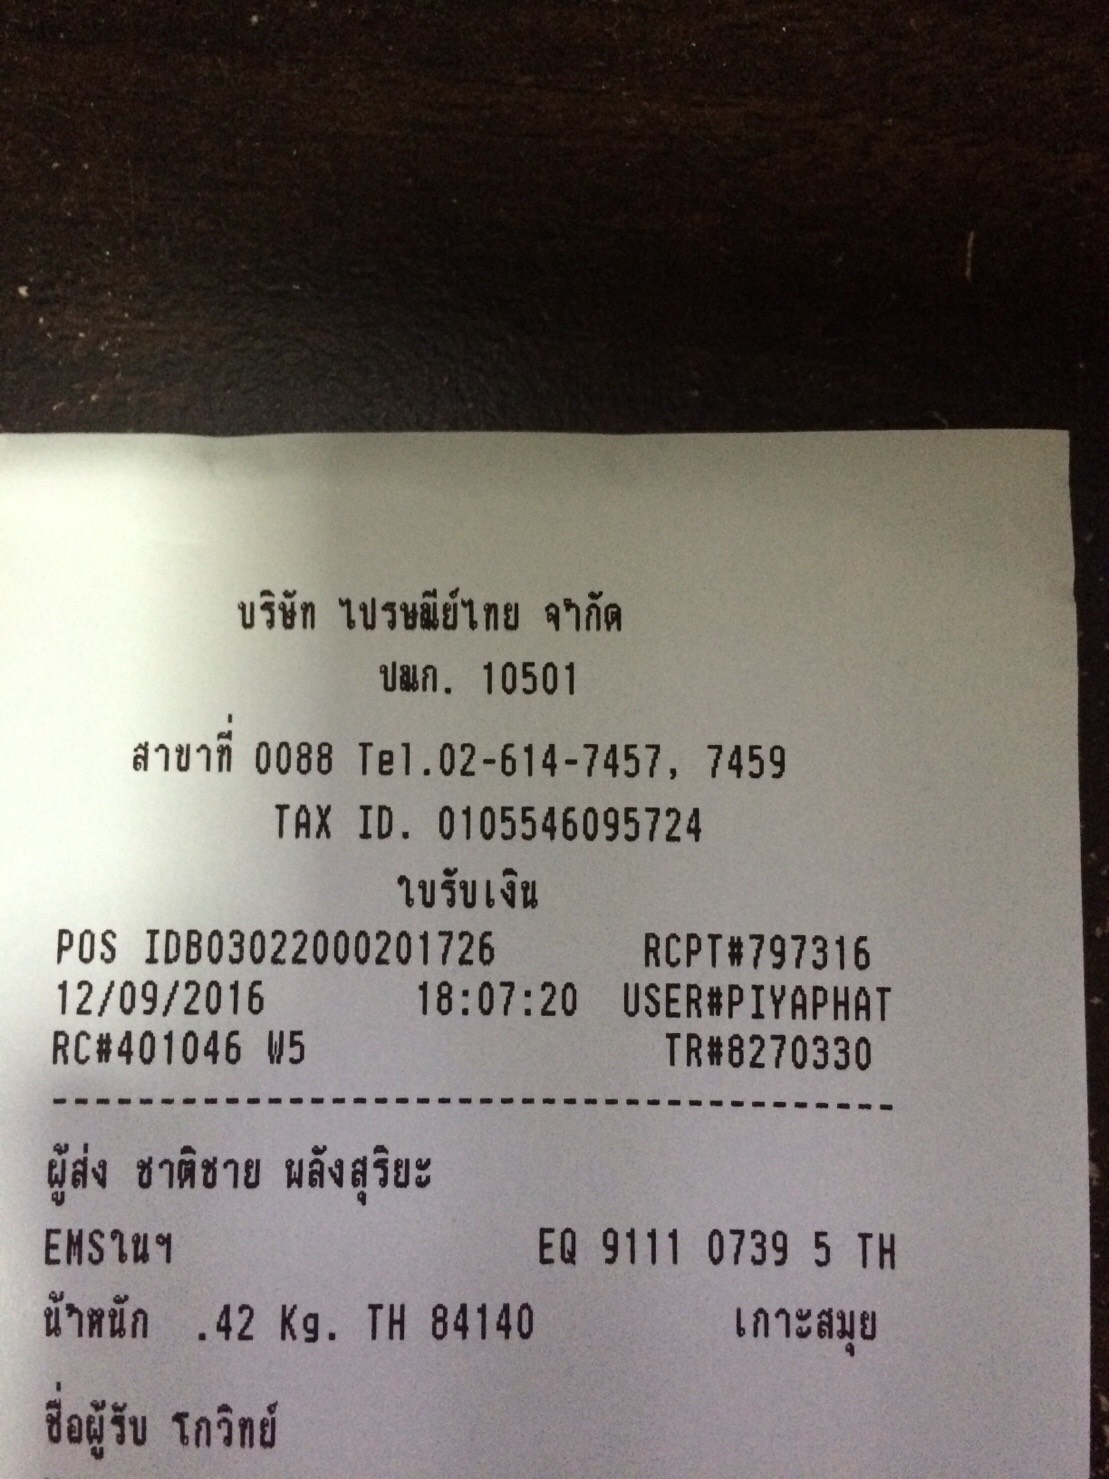 บริษัท ไปรษณีย์ไทย จำกัด
ปณก. 10501
สาขาที่ 0088 Tel.02-614-7457, 7459
TAX ID. 0105546095724
ใบรับเงิน
POS IDB03022000201726 RCPT#797316
12/09/2016 18:07:20 USER#PIYAPHAT
RC#401046 W5 TR#8270330
ผู้ส่ง ชาติชาย พลังสุริยะ
EMSในฯ EQ 9111 0739 5 TH
น้ำหนัก .42 Kg. TH 84140 เกาะสมุย
ชื่อผู้รับ โกวิทย์